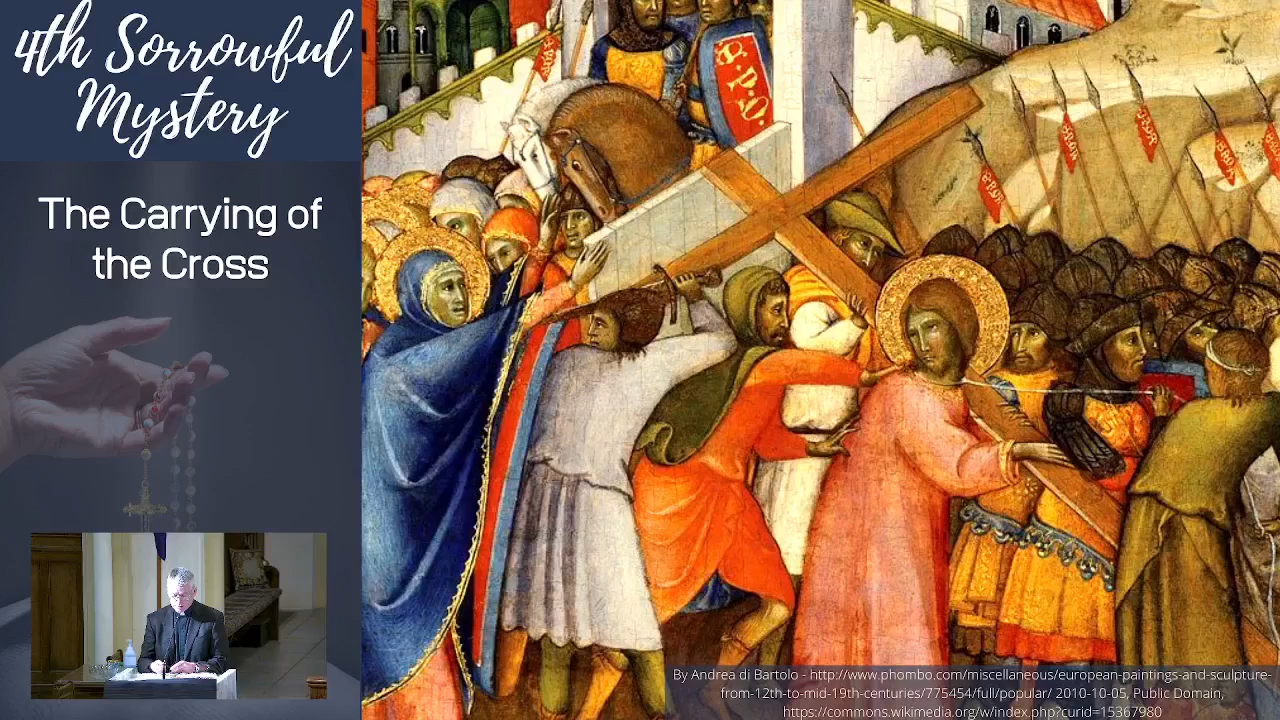 4th Sorrowful
Mystery
The Carrying of
the Cross
S.P.Q.
By Andrea di Bartolo - http://www.phombo.com/miscellaneous/european-paintings-and-sculpture-
from-12th-to-mid-19th-centuries/775454/full/popular/ 2010-10-05, Public Domain,
https://commons.wikimedia.org/w/index.php?curid=15367980